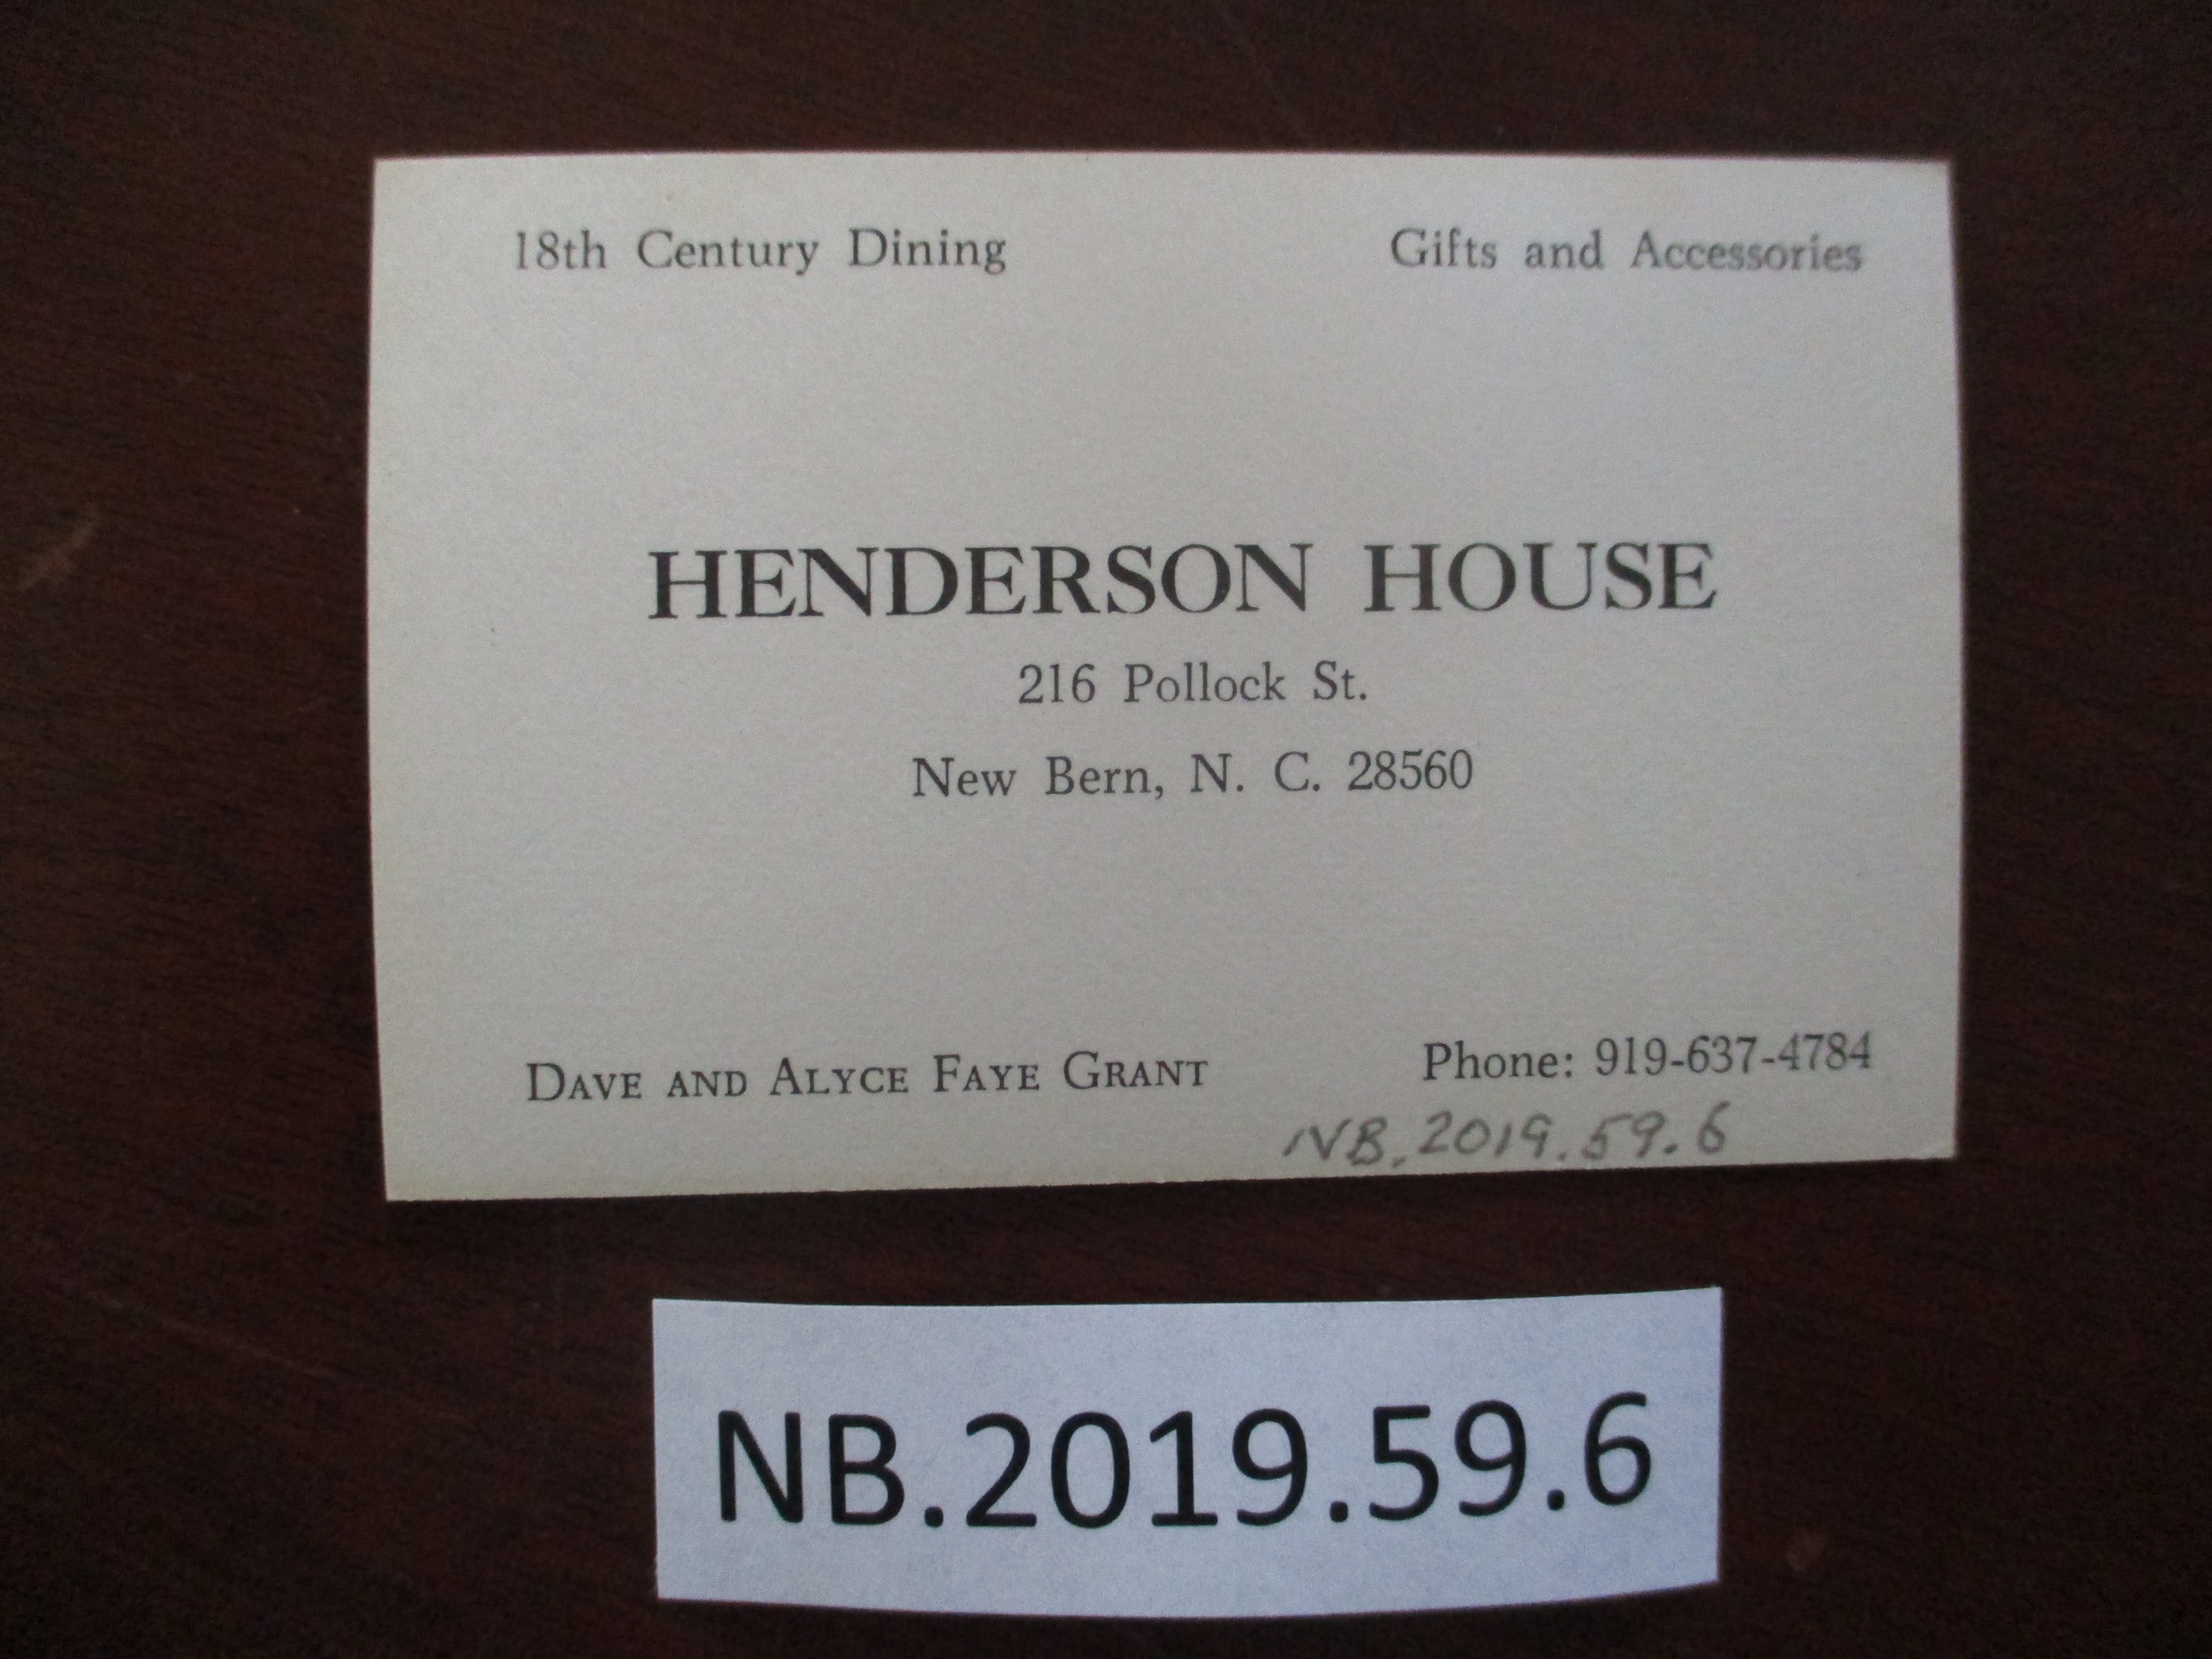 18th Century Dining
Gifts and Accessories
HENDERSON HOUSE
216 Pollock St.
New Bern, N. C. 28560
DAVE AND ALYCE FAYE GRANT
Phone: 919-637-4784
NB.2019.59.6
NB.2019.59.6